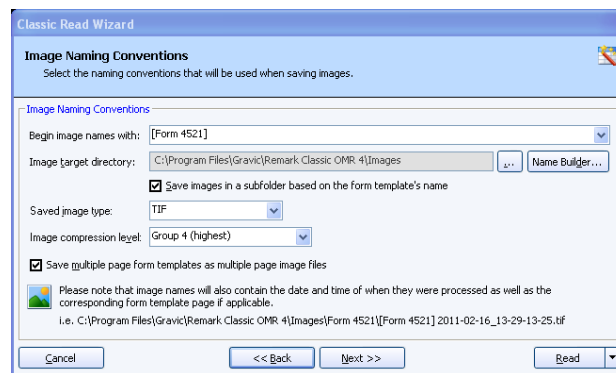 Classic Read Wizard
Image Naming Conventions
Select the naming conventions that will be used when saving images.
Image Naming Conventions
Begin image names with: [Form 4521]
Image target directory: C:\Program Files\Gravic\Remark Classic OMR 4\Images ... Name Builder...
Save images in a subfolder based on the form template's name
Saved image type: TIF
Image compression level: Group 4 (highest)
Save multiple page form templates as multiple page image files
Please note that image names will also contain the date and time of when they were processed as well as the
corresponding form template page if applicable.
i.e. C:\Program Files\Gravic\Remark Classic OMR 4\Images\Form 4521\[Form 4521] 2011-02-16_13-29-13-25.tif
Cancel << Back Next >> Read